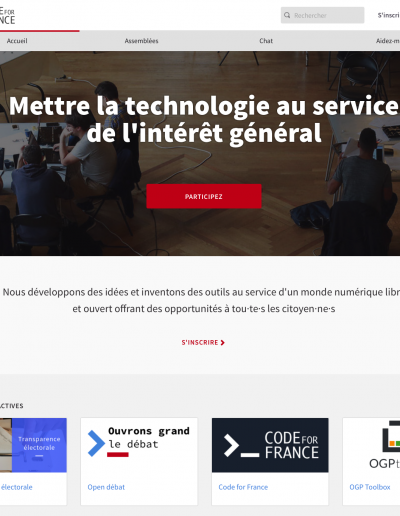 E FOR
NCE
Rechercher
S'inscri
Accueil
Assemblées
Chat
Aidez-m
Mettre la technologie au service
de l'intérêt général
PARTICIPEZ
Nous développons des idées et inventons des outils au service d'un monde numérique libr
et ouvert offrant des opportunités à tou·te·s les citoyen·ne·s
S'INSCRIRE
ACTIVES
Transparence
électorale
Ouvrons grand
le débat
CODE FOR
FRANCE
OGPt
électorale
Open débat
Code for France
OGP Toolbox